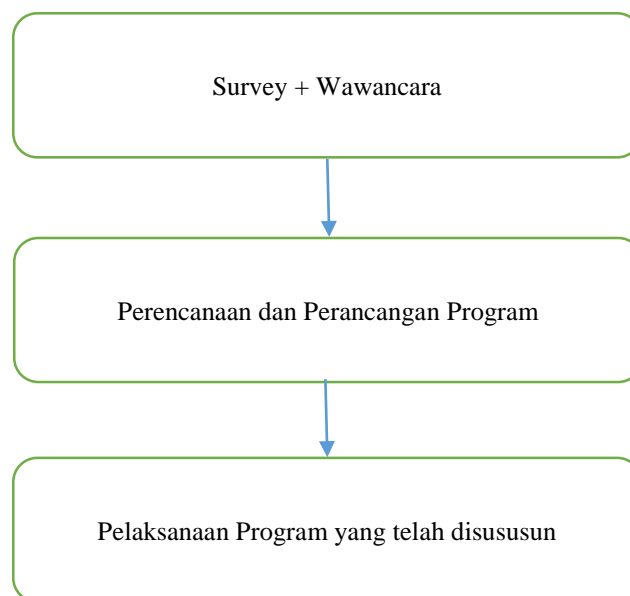 Survey + Wawancara
Perencanaan dan Perancangan Program
Pelaksanaan Program yang telah disususun